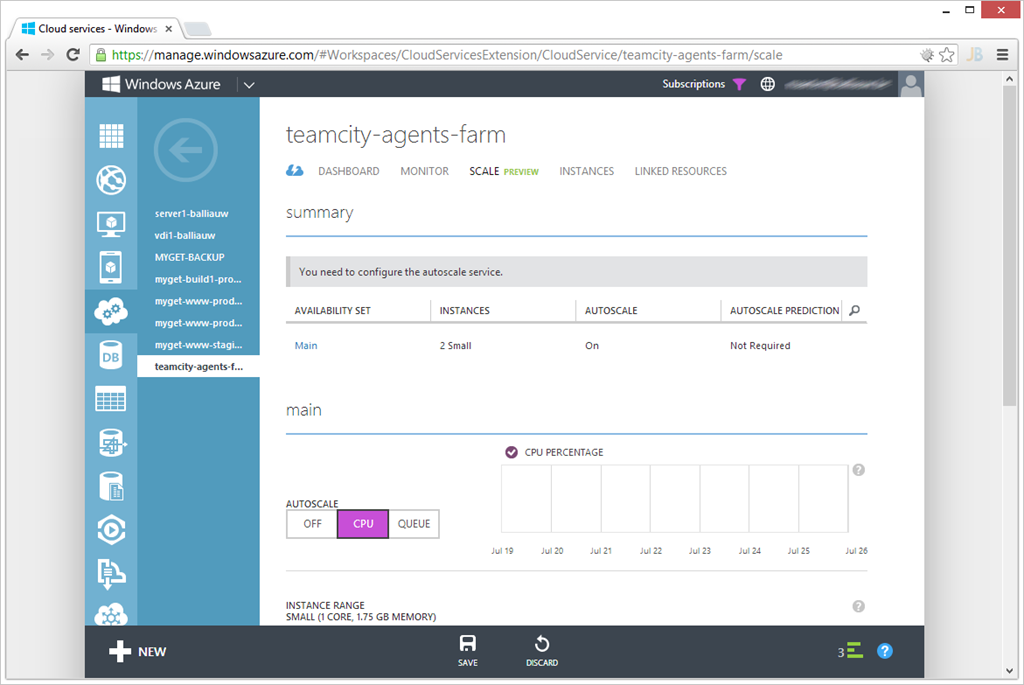 Cloud services - Windows
https://manage.windowsazure.com/#Workspaces/CloudServicesExtension/CloudService/teamcity-agents-farm/scale
JB
Windows Azure
Subscriptions
server1-balliauw
vdi1-balliauw
MYGET-BACKUP
myget-build1-pro...
myget-www-prod...
myget-www-prod...
myget-www-stagi...
teamcity-agents-f...
DB
teamcity-agents-farm
DASHBOARD MONITOR SCALE PREVIEW INSTANCES LINKED RESOURCES
summary
You need to configure the autoscale service.
AVAILABILITY SET INSTANCES AUTOSCALE AUTOSCALE PREDICTION
Main 2 Small On Not Required
main
CPU PERCENTAGE
?
AUTOSCALE
OFF CPU QUEUE
Jul 19 Jul 20 Jul 21 Jul 22 Jul 23 Jul 24 Jul 25 Jul 26
INSTANCE RANGE
?
SMALL (1 CORE, 1.75 GB MEMORY)
NEW
SAVE
DISCARD
3
?